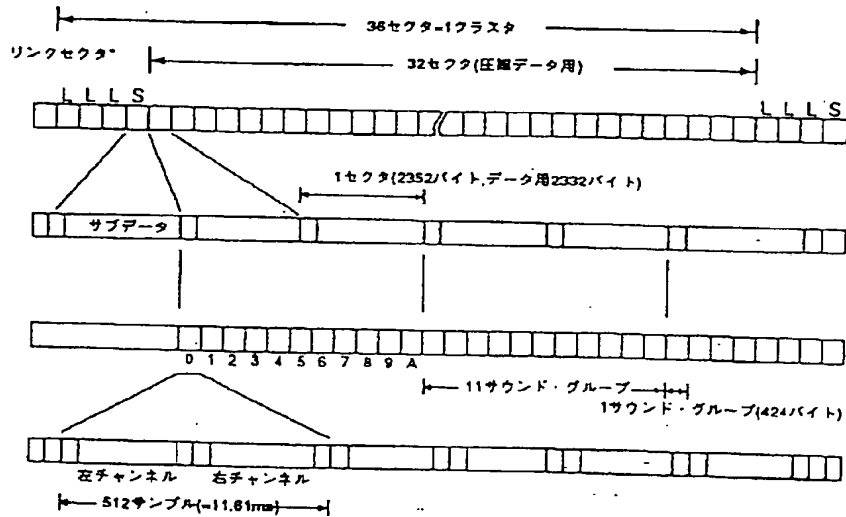 36セクタ=1クラスタ
リンクセクタ
32セクタ(圧縮データ用)
L L L S
L L L S
1セクタ(2352バイト,データ用2332バイト)
サブデータ
0 1 2 3 4 5 6 7 8 9 A
11サウンド・グループ
1サウンド・グループ(424バイト)
左チャンネル
右チャンネル
512サンプル(=11.61ms)